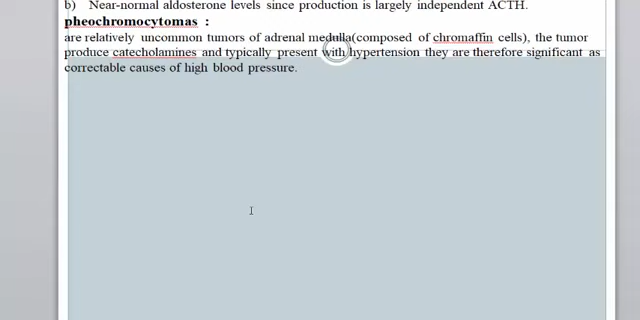 b) Near-normal aldosterone levels since production is largely independent ACTH.
pheochromocytomas :
are relatively uncommon tumors of adrenal medulla(composed of chromaffin cells), the tumor
produce catecholamines and typically present with hypertension they are therefore significant as
correctable causes of high blood pressure.